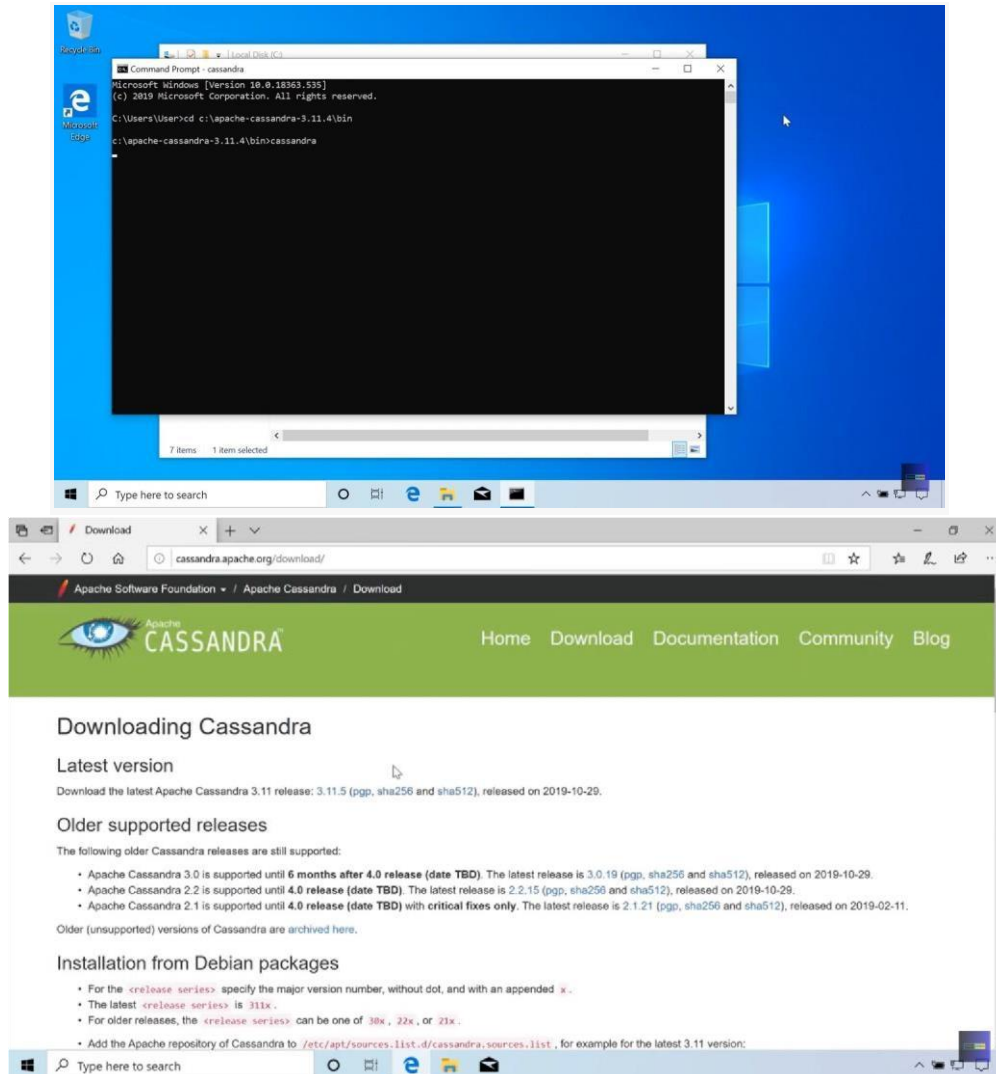 Recycle Bin
Local Disk (C:)
Command Prompt - cassandra
Microsoft Windows [Version 10.0.18363.535]
(c) 2019 Microsoft Corporation. All rights reserved.
Microsoft
Edge
C:\Users\User>cd c:\apache-cassandra-3.11.4\bin
c:\apache-cassandra-3.11.4\bin>cassandra
7 items 1 item selected
Type here to search
Download
cassandra.apache.org/download/
Apache Software Foundation / Apache Cassandra / Download
Apache
CASSANDRA
Home Download Documentation Community Blog
Downloading Cassandra
Latest version
Download the latest Apache Cassandra 3.11 release: 3.11.5 (pgp, sha256 and sha512), released on 2019-10-29.
Older supported releases
The following older Cassandra releases are still supported:
• Apache Cassandra 3.0 is supported until 6 months after 4.0 release (date TBD). The latest release is 3.0.19 (pgp, sha256 and sha512), released on 2019-10-29.
• Apache Cassandra 2.2 is supported until 4.0 release (date TBD). The latest release is 2.2.15 (pgp, sha256 and sha512), released on 2019-10-29.
• Apache Cassandra 2.1 is supported until 4.0 release (date TBD) with critical fixes only. The latest release is 2.1.21 (pgp, sha256 and sha512), released on 2019-02-11.
Older (unsupported) versions of Cassandra are archived here.
Installation from Debian packages
• For the <release series> specify the major version number, without dot, and with an appended x.
• The latest <release series> is 311x.
• For older releases, the <release series> can be one of 30x, 22x, or 21x.
• Add the Apache repository of Cassandra to /etc/apt/sources.list.d/cassandra.sources.list, for example for the latest 3.11 version:
Type here to search